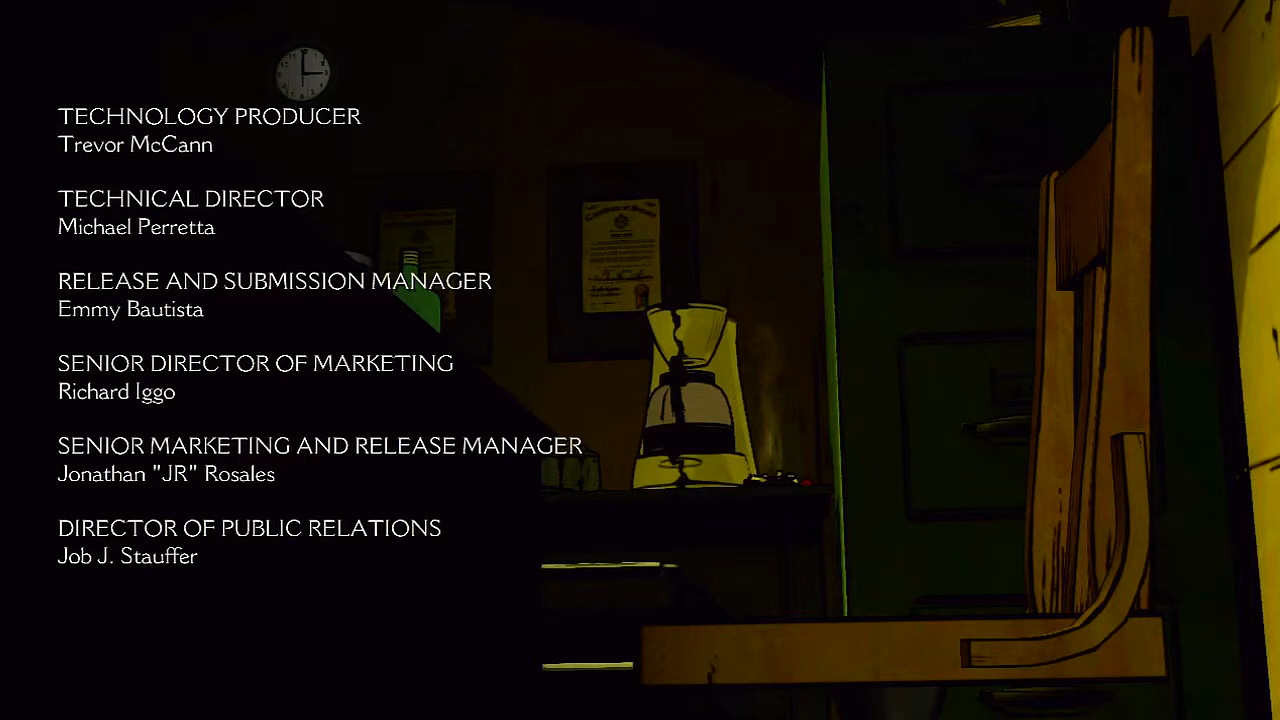 TECHNOLOGY PRODUCER
Trevor McCann
TECHNICAL DIRECTOR
Michael Perretta
RELEASE AND SUBMISSION MANAGER
Emmy Bautista
SENIOR DIRECTOR OF MARKETING
Richard Iggo
SENIOR MARKETING AND RELEASE MANAGER
Jonathan "JR" Rosales
DIRECTOR OF PUBLIC RELATIONS
Job J. Stauffer